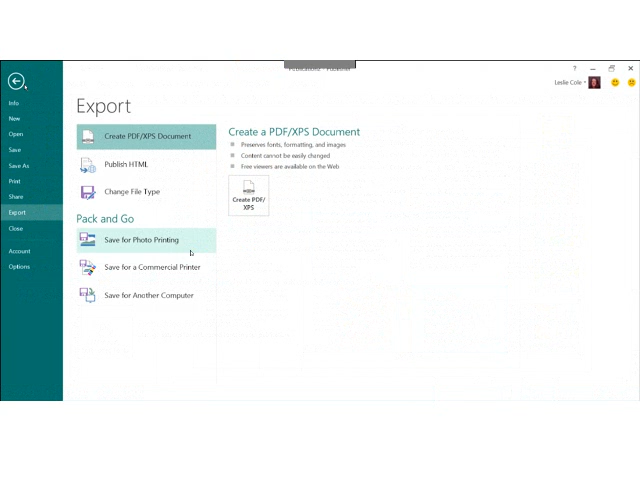 Publication2 - Publisher
?
Leslie Cole
Info
New
Open
Save
Save As
Print
Share
Export
Close
Account
Options
Export
Create PDF/XPS Document
Publish HTML
Change File Type
Pack and Go
Save for Photo Printing
Save for a Commercial Printer
Save for Another Computer
Create a PDF/XPS Document
Preserves fonts, formatting, and images
Content cannot be easily changed
Free viewers are available on the Web
Create PDF/
XPS